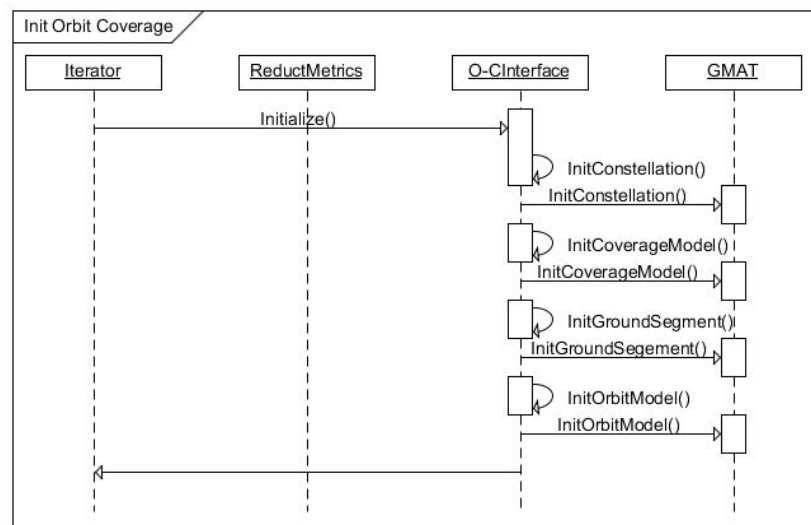 Init Orbit Coverage
Iterator
ReductMetrics
O-CInterface
GMAT
Initialize()
InitConstellation()
InitConstellation()
InitCoverageModel()
InitCoverageModel()
InitGroundSegment()
InitGroundSegement()
InitOrbitModel()
InitOrbitModel()